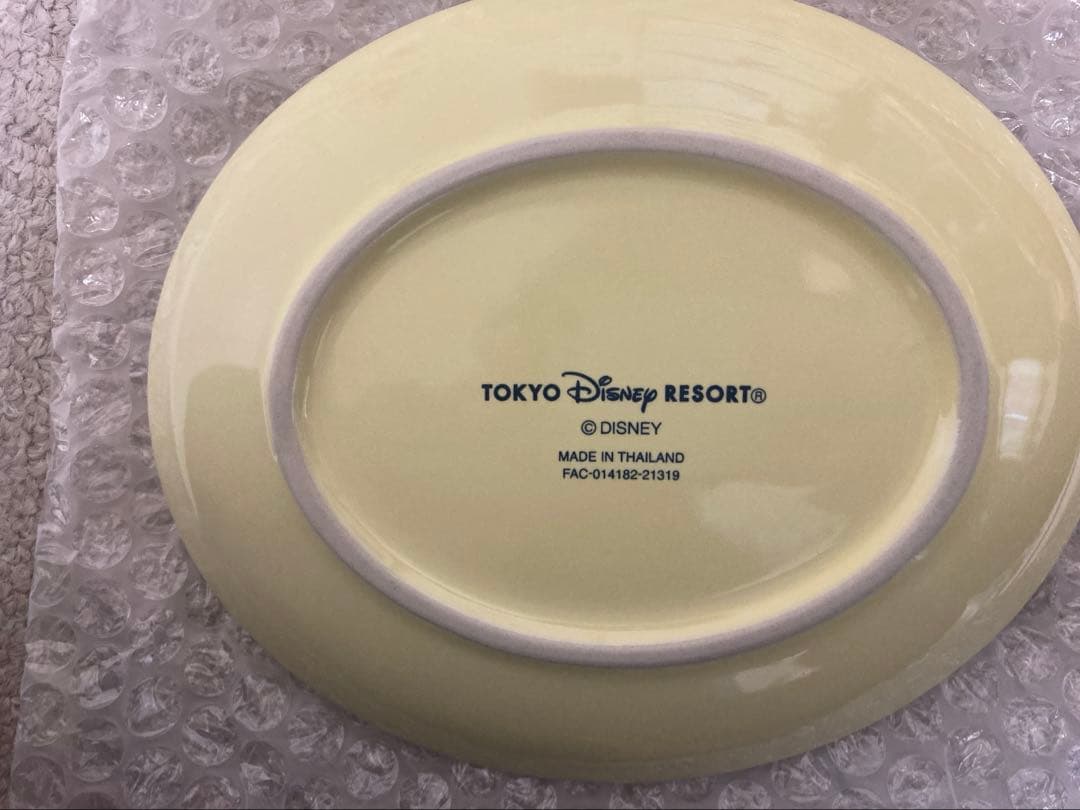 TOKYO Disney RESORT®
© DISNEY
MADE IN THAILAND
FAC-014182-21319